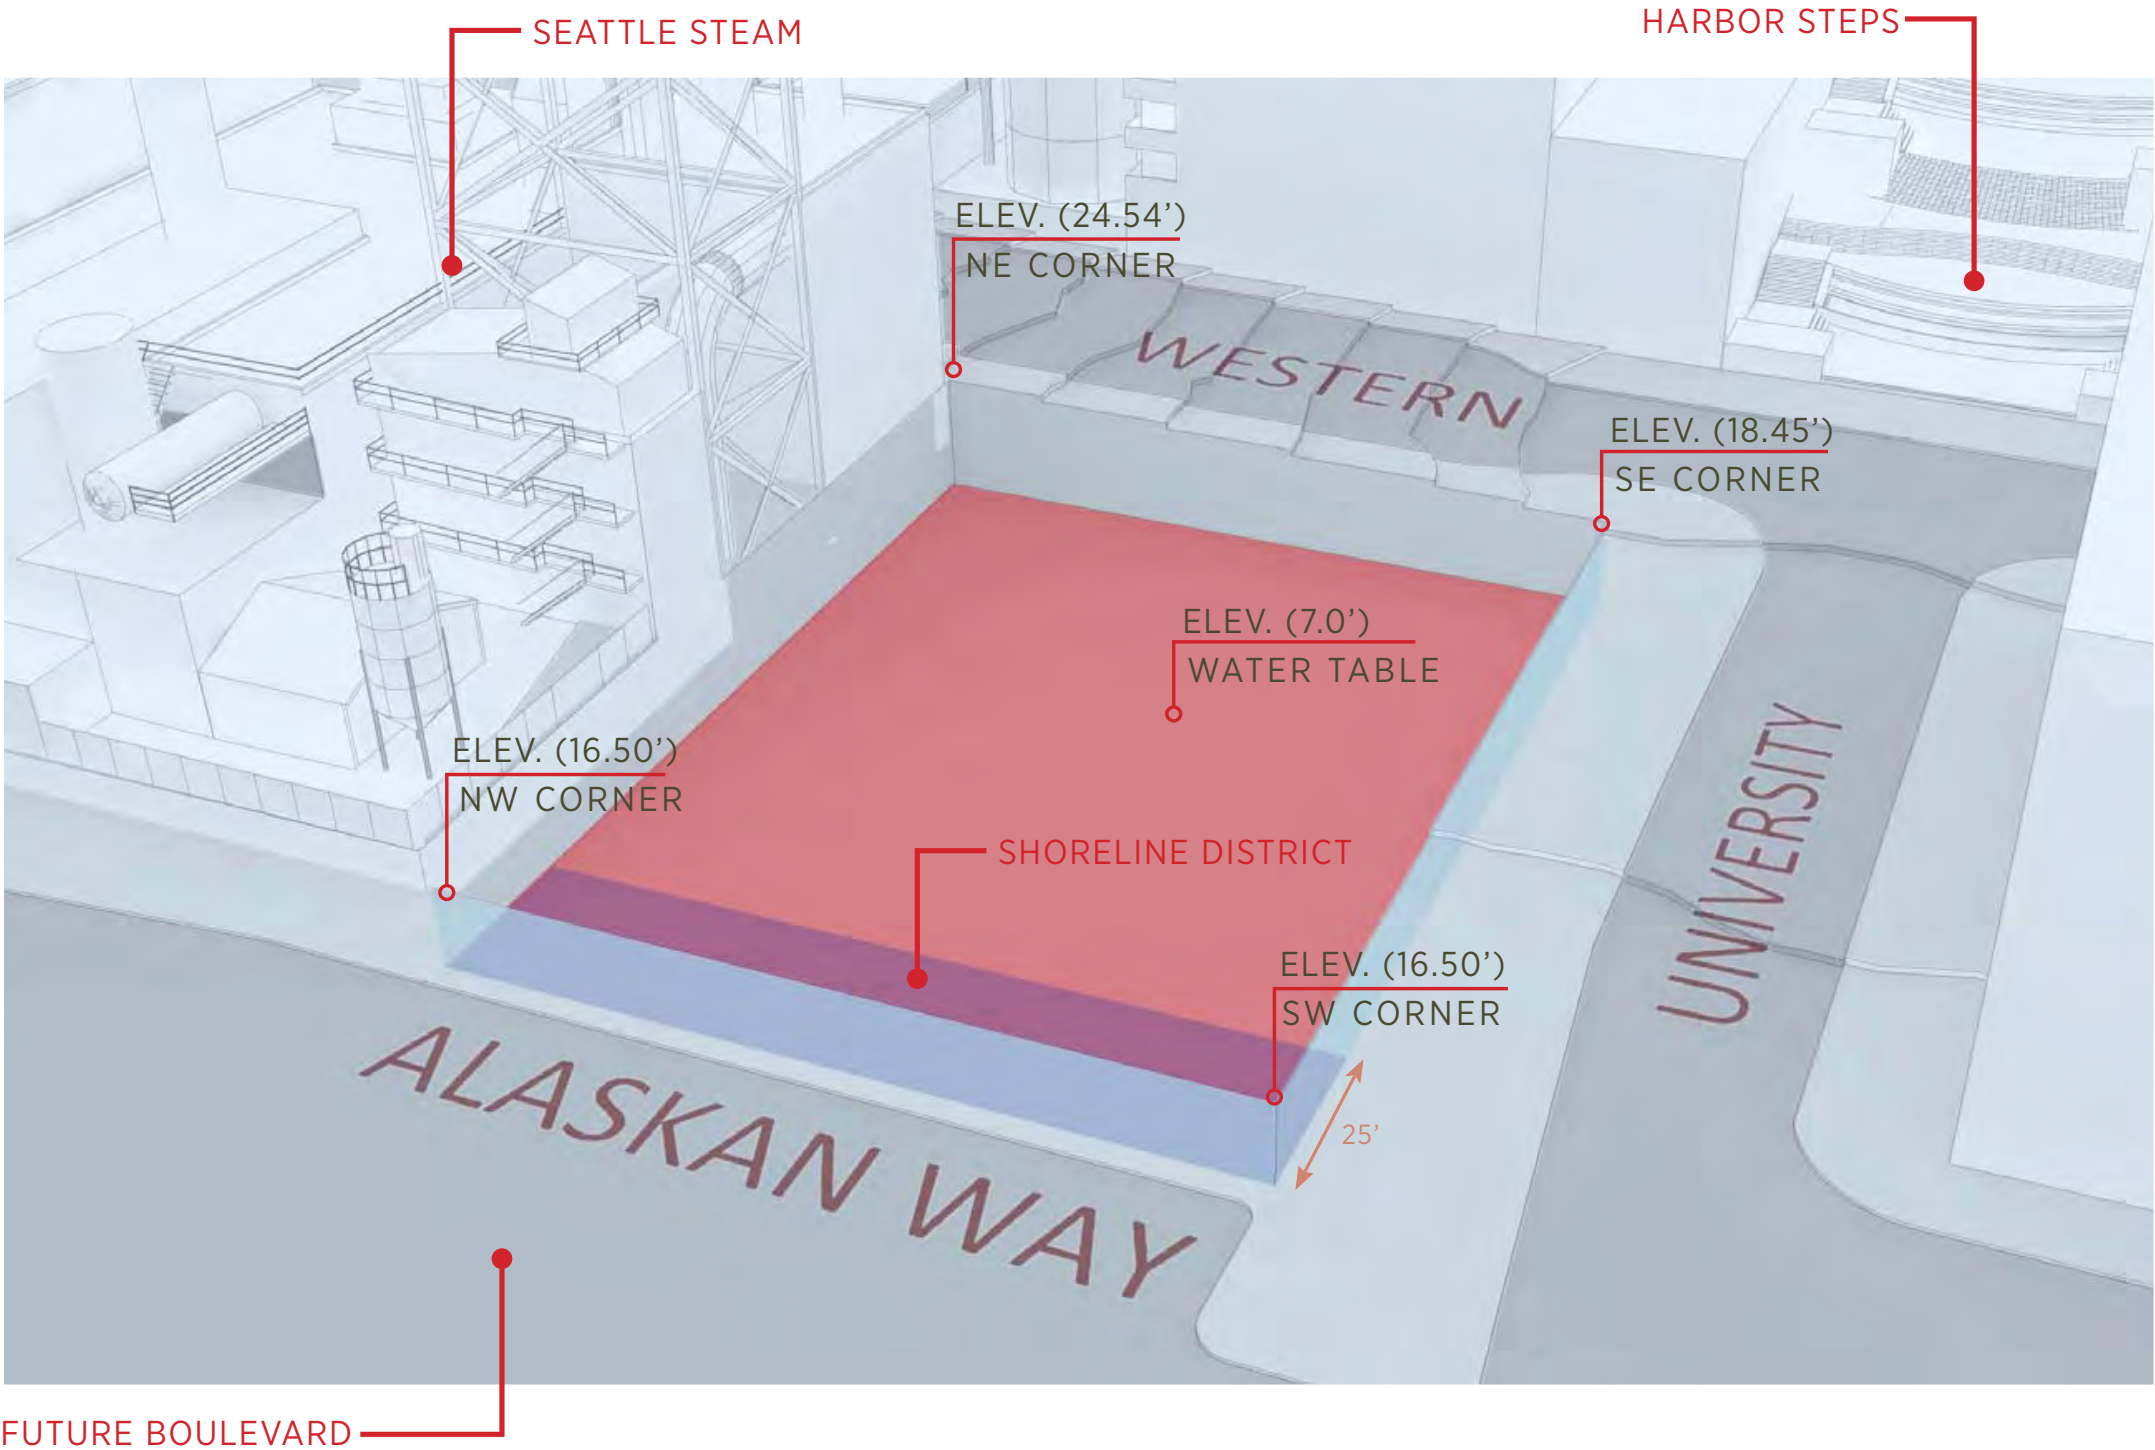 HARBOR STEPS
SEATTLE STEAM
ELEV. (24.54’)
NE CORNER
WESTERN
ELEV. (18.45’)
SE CORNER
ELEV. (7.0’)
WATER TABLE
ELEV. (16.50’)
NW CORNER
UNIVERSITY
SHORELINE DISTRICT
ELEV. (16.50’)
SW CORNER
25’
ALASKAN WAY
FUTURE BOULEVARD